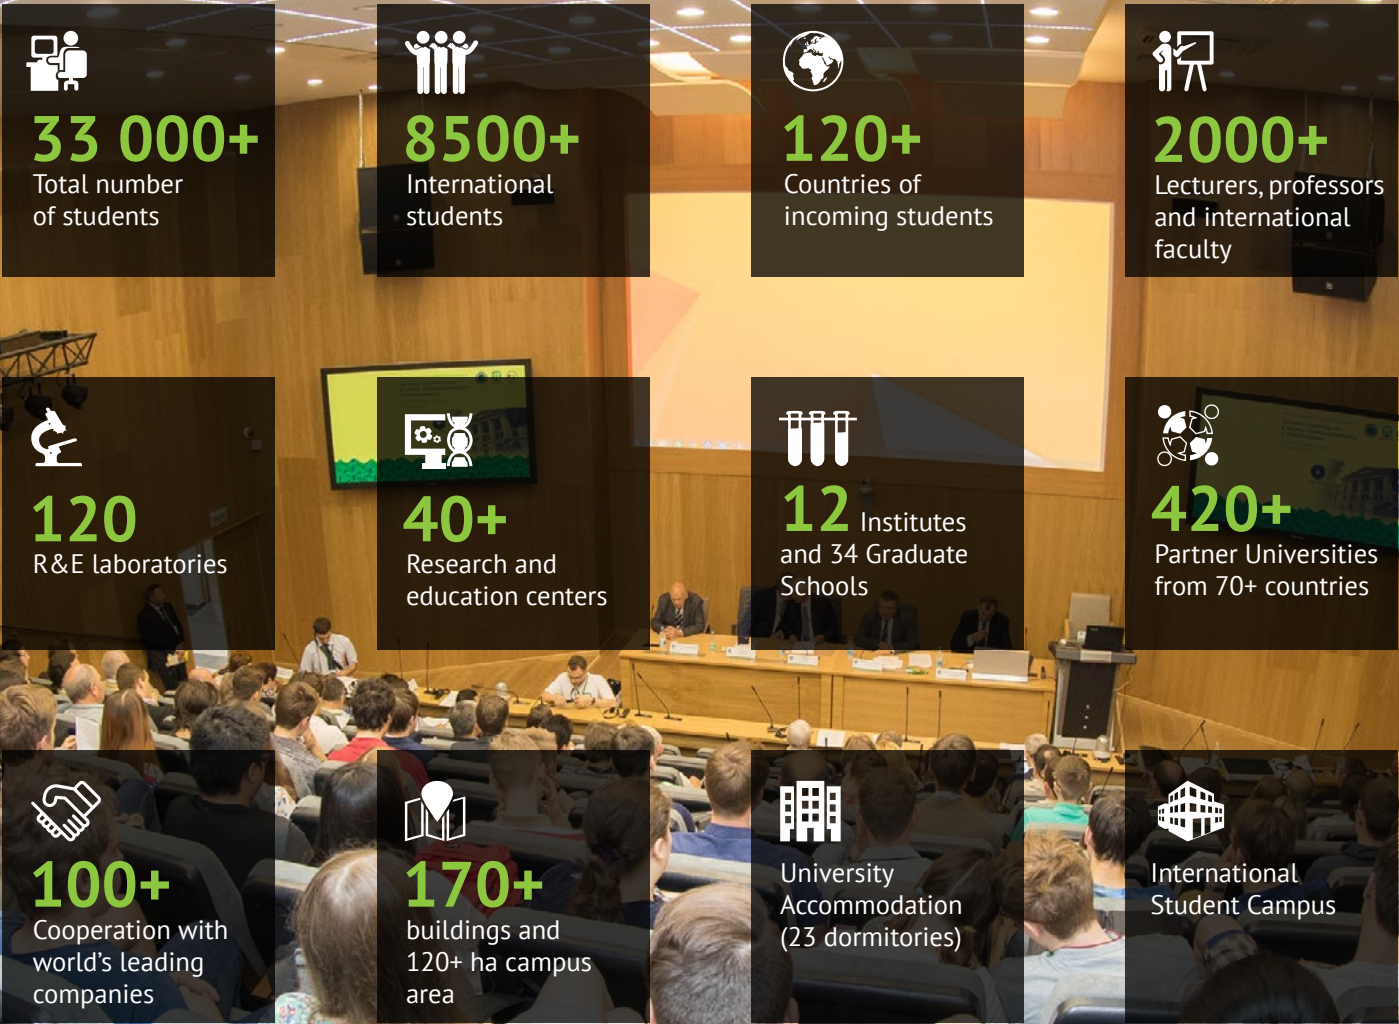 33 000+
Total number
of students
8500+
International
students
120+
Countries of
incoming students
2000+
Lecturers, professors
and international
faculty
120
R&E laboratories
40+
Research and
education centers
12 Institutes
and 34 Graduate
Schools
420+
Partner Universities
from 70+ countries
100+
Cooperation with
world’s leading
companies
170+
buildings and
120+ ha campus
area
University
Accommodation
(23 dormitories)
International
Student Campus